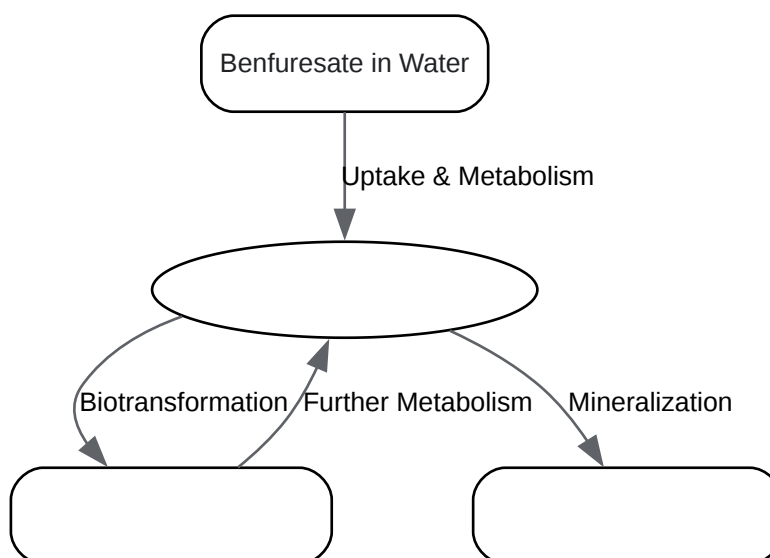 Benfuresate in Water
Uptake & Metabolism
Biotransformation
Further Metabolism
Mineralization